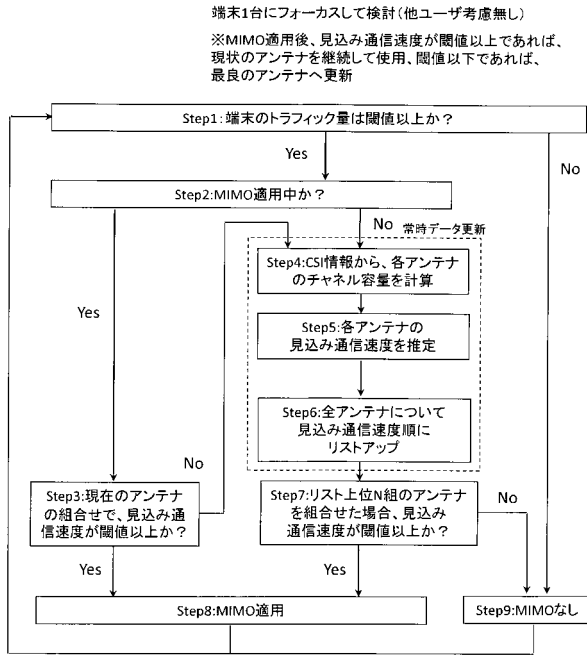 端末1台にフォーカスして検討(他ユーザ考慮無し)
※MIMO適用後、見込み通信速度が閾値以上であれば、
現状のアンテナを継続して使用、閾値以下であれば、
最良のアンテナへ更新
Step1:端末のトラフィック量は閾値以上か?
Yes
No
Step2:MIMO適用中か?
No
常時データ更新
Step4:CSI情報から、各アンテナ
のチャネル容量を計算
Yes
Step5:各アンテナの
見込み通信速度を推定
Step6:全アンテナについて
見込み通信速度順に
リストアップ
No
Step3:現在のアンテナ
の組合せで、見込み通
信速度が閾値以上か?
Step7:リスト上位N組のアンテナ
を組合せた場合、見込み
通信速度が閾値以上か?
No
Yes
Yes
Step8:MIMO適用
Step9:MIMOなし